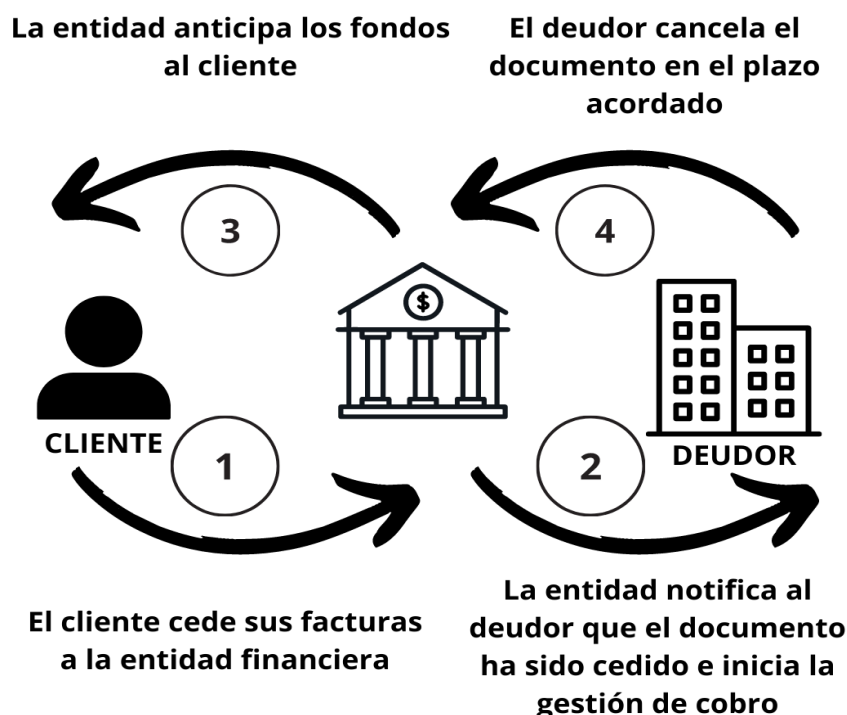 La entidad anticipa los fondos
al cliente
El deudor cancela el
documento en el plazo
acordado
3
4
$
CLIENTE
1
2
DEUDOR
El cliente cede sus facturas
a la entidad financiera
La entidad notifica al
deudor que el documento
ha sido cedido e inicia la
gestión de cobro